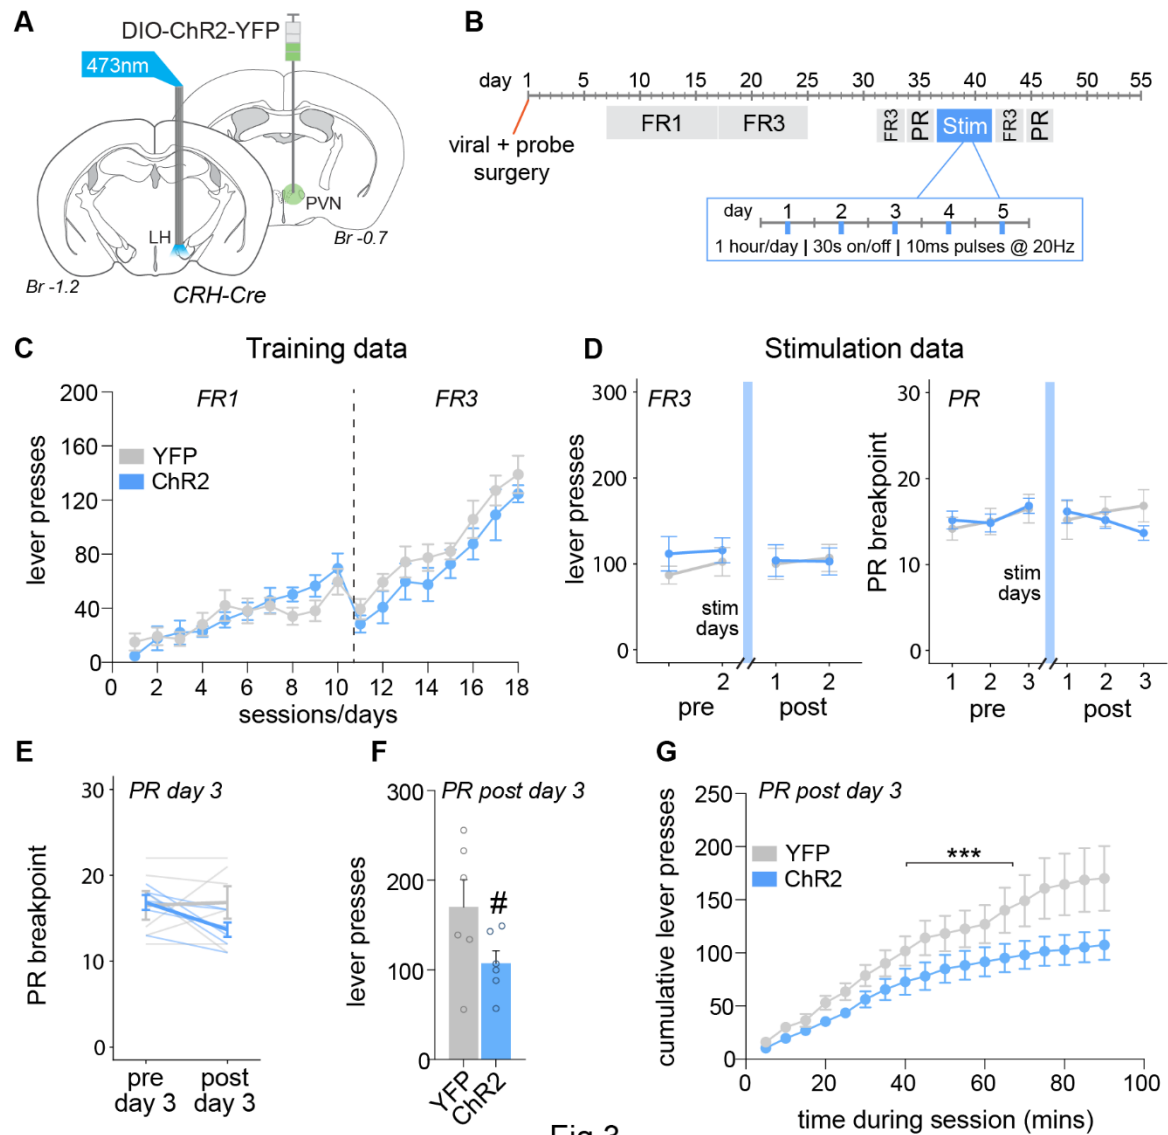 A
DIO-ChR2-YFP
473nm
PVN
LH
Br -0.7
Br -1.2
CRH-Cre
B
day 1 5 10 15 20 25 30 35 40 45 50 55
FR1 FR3 FR3 PR Stim FR3 PR
viral + probe
surgery
day 1 2 3 4 5
1 hour/day | 30s on/off | 10ms pulses @ 20Hz
C Training data
FR1 FR3
YFP
ChR2
lever presses
200
160
120
80
40
0
0 2 4 6 8 10 12 14 16 18
sessions/days
D Stimulation data
FR3
lever presses
300
200
100
0
stim
days
2 1 2
pre post
PR
PR breakpoint
30
20
10
0
stim
days
1 2 3 1 2 3
pre post
E
PR day 3
PR breakpoint
30
20
10
0
pre post
day 3 day 3
F
PR post day 3
lever presses
300
200
100
0
#
YFP
ChR2
G
PR post day 3
YFP
ChR2
***
cumulative lever presses
250
200
150
100
50
0
0 20 40 60 80 100
time during session (mins)